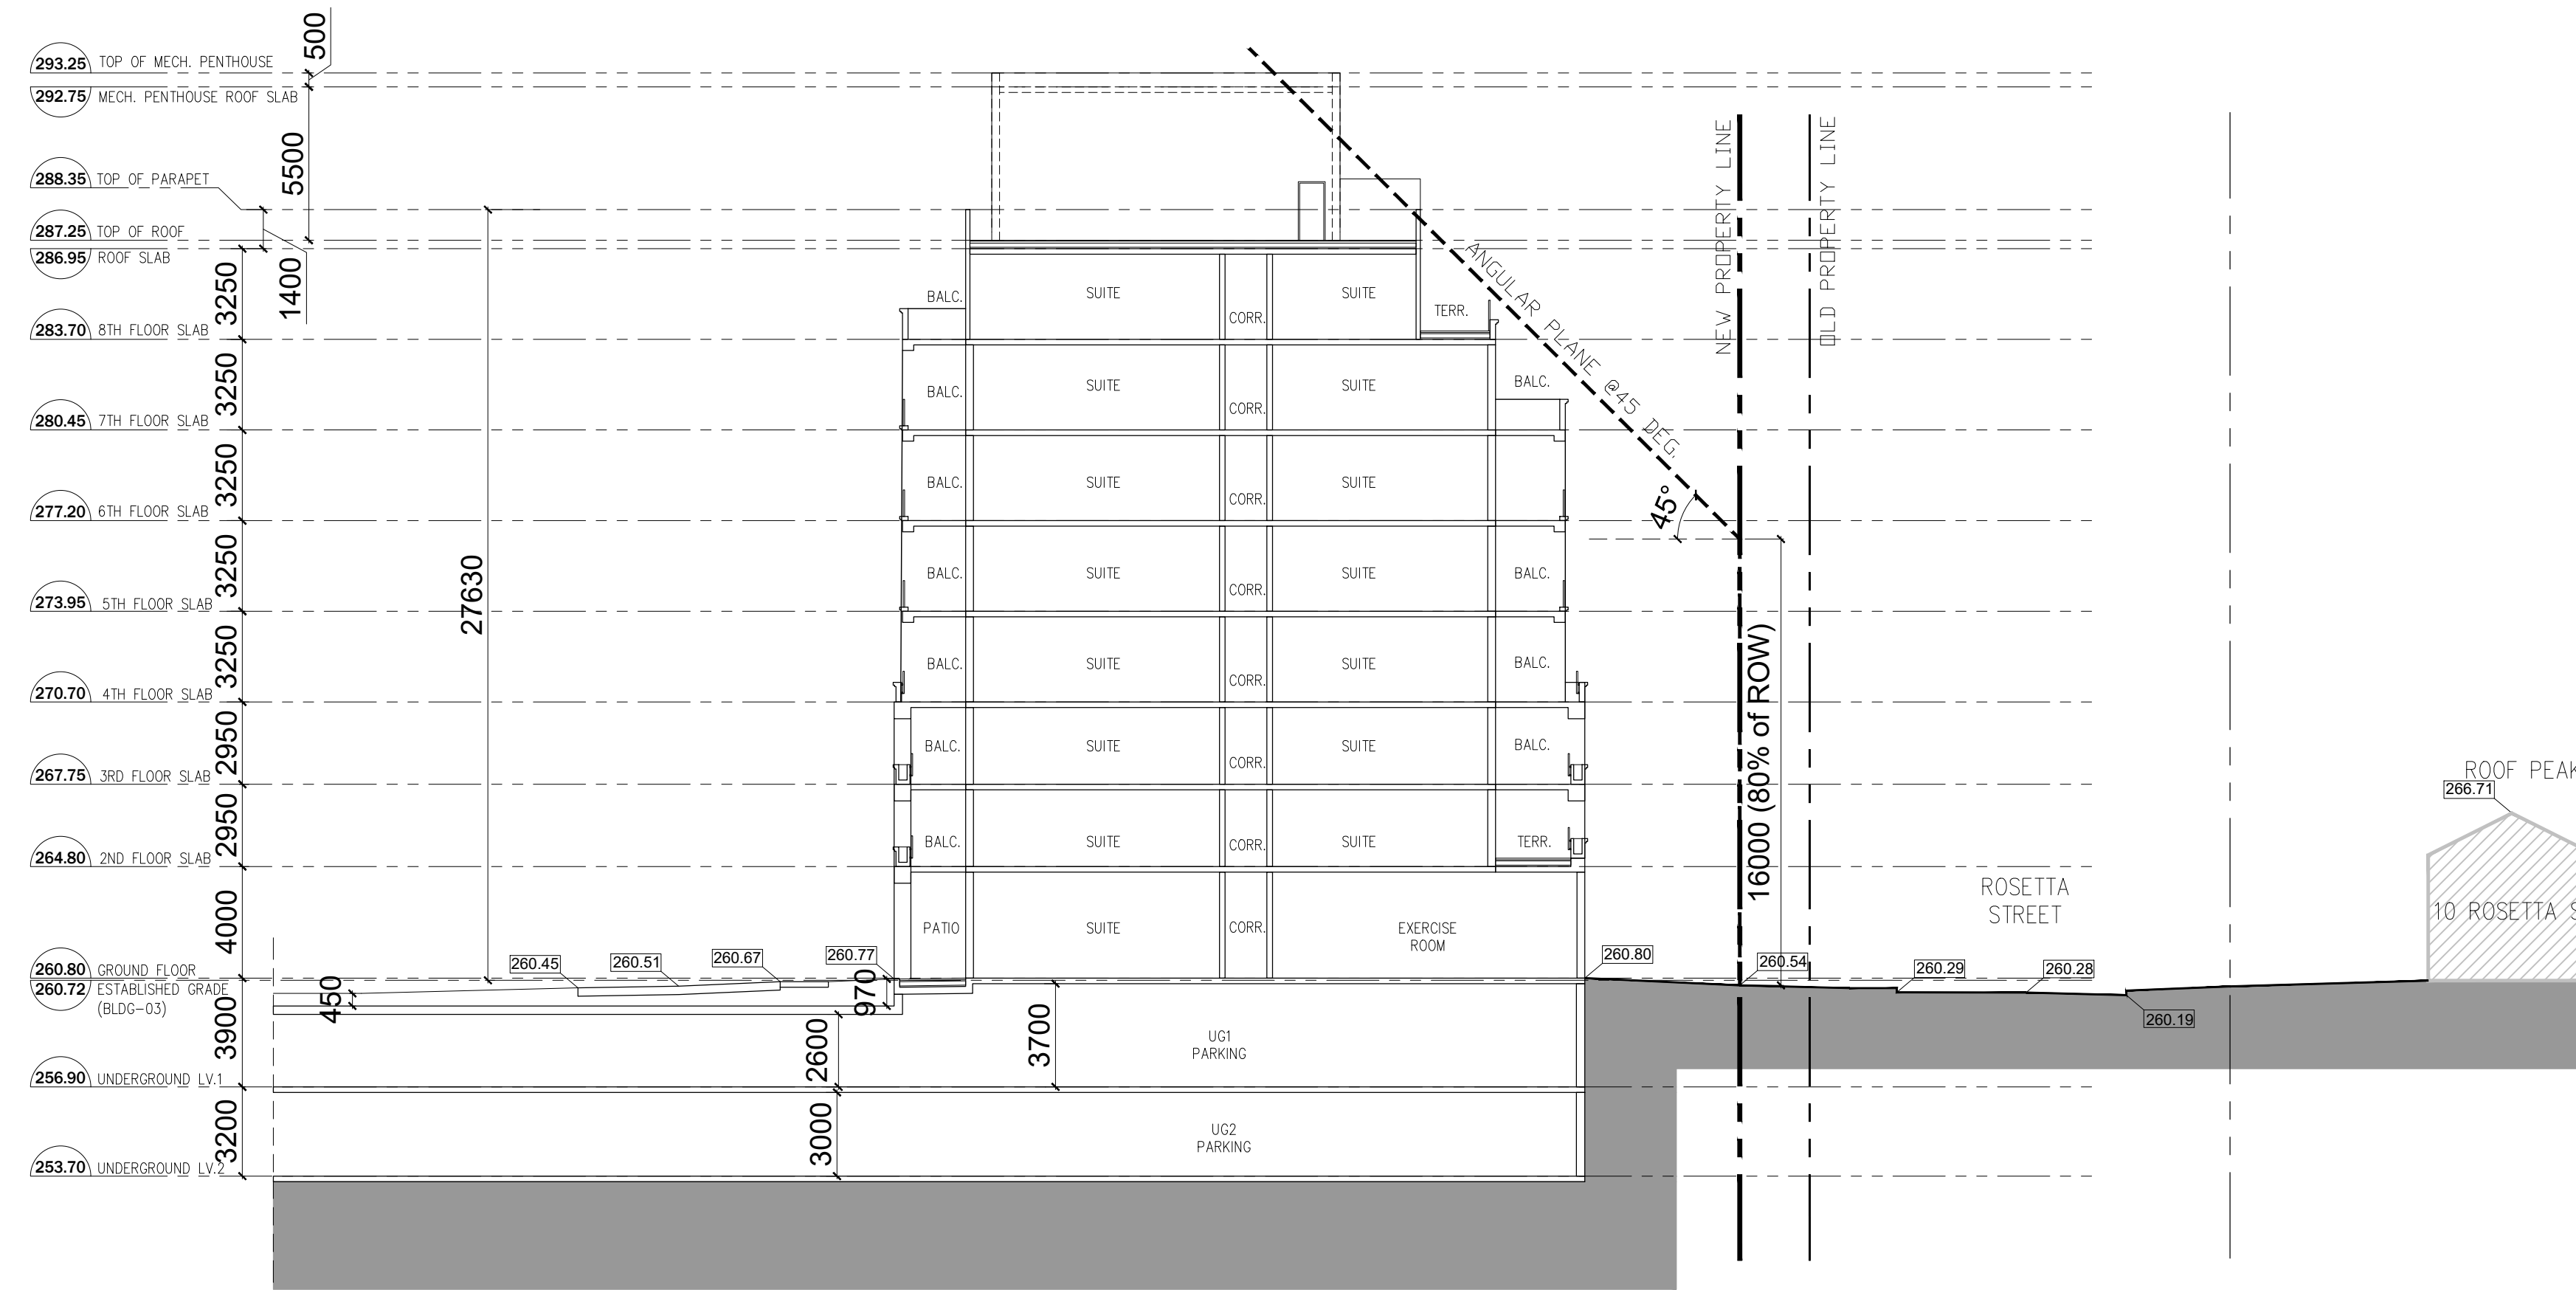 500
293.25 TOP OF MECH. PENTHOUSE
292.75 MECH. PENTHOUSE ROOF SLAB
5500
288.35 TOP OF PARAPET
287.25 TOP OF ROOF
286.95 ROOF SLAB
1400
3250
283.70 8TH FLOOR SLAB
3250
280.45 7TH FLOOR SLAB
3250
277.20 6TH FLOOR SLAB
3250
273.95 5TH FLOOR SLAB
3250
270.70 4TH FLOOR SLAB
2950
267.75 3RD FLOOR SLAB
2950
264.80 2ND FLOOR SLAB
4000
260.80 GROUND FLOOR
260.72 ESTABLISHED GRADE
(BLDG-03)
3900
256.90 UNDERGROUND LV.1
3200
253.70 UNDERGROUND LV.2
27630
450
260.45
260.51
260.67
260.77
970
2600
3000
3700
BALC. SUITE CORR. SUITE TERR.
BALC. SUITE CORR. SUITE BALC.
BALC. SUITE CORR. SUITE
BALC. SUITE CORR. SUITE BALC.
BALC. SUITE CORR. SUITE BALC.
BALC. SUITE CORR. SUITE BALC.
BALC. SUITE CORR. SUITE TERR.
PATIO SUITE CORR. EXERCISE
ROOM
UG1
PARKING
UG2
PARKING
ANGULAR PLANE @45 DEG.
45°
NEW PROPERTY LINE
OLD PROPERTY LINE
16000 (80% of ROW)
260.80
260.54
260.29
260.28
260.19
ROSETTA
STREET
ROOF PEAK
266.71
10 ROSETTA S